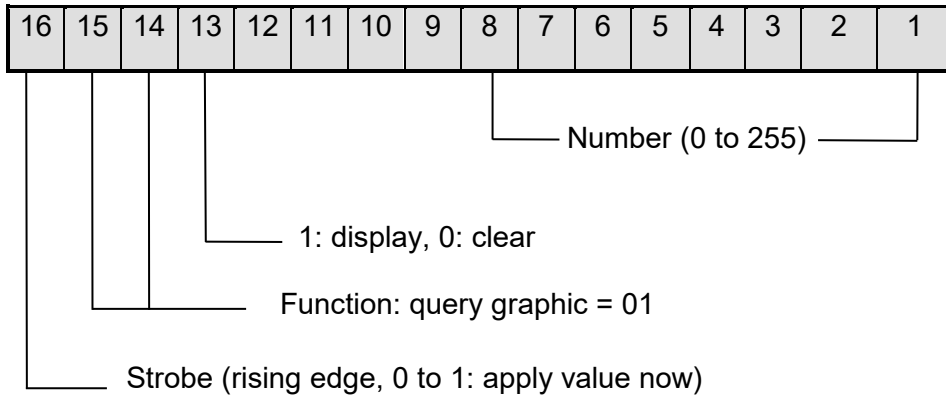 16 15 14 13 12 11 10 9 8 7 6 5 4 3 2 1
Number (0 to 255)
1: display, 0: clear
Function: query graphic = 01
Strobe (rising edge, 0 to 1: apply value now)